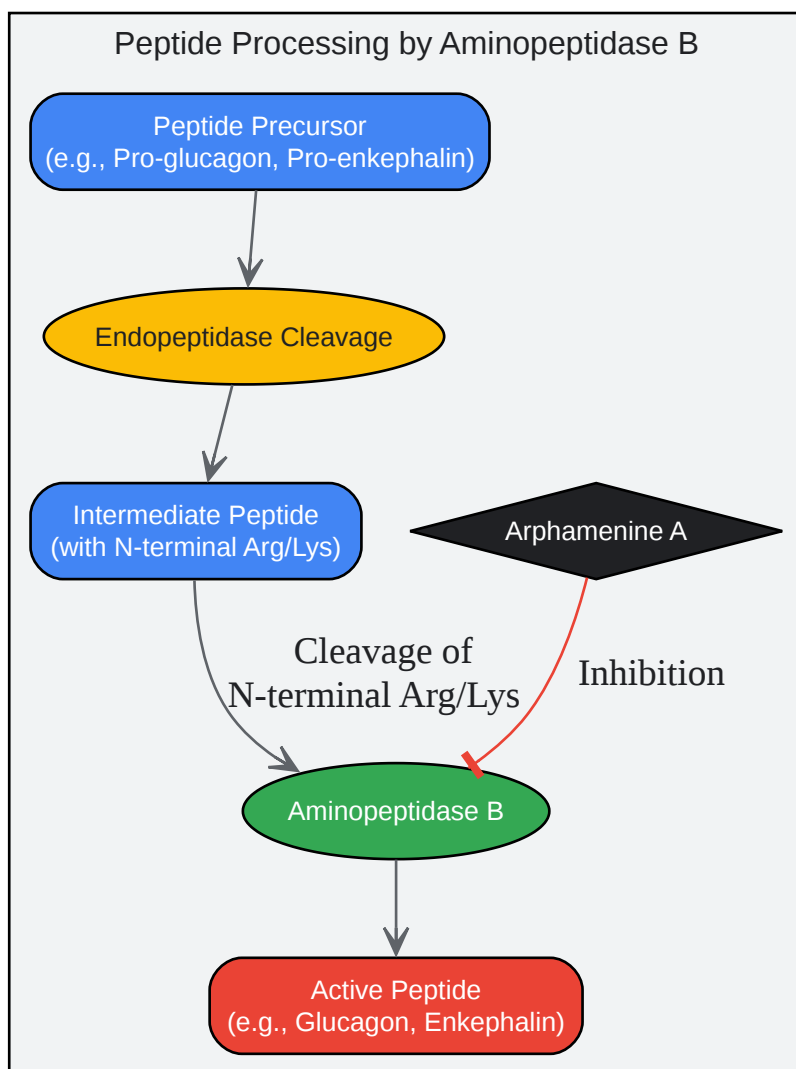 Peptide Processing by Aminopeptidase B
Peptide Precursor
(e.g., Pro-glucagon, Pro-enkephalin)
Endopeptidase Cleavage
Intermediate Peptide
(with N-terminal Arg/Lys)
Arphamenine A
Cleavage of
N-terminal Arg/Lys
Inhibition
Aminopeptidase B
Active Peptide
(e.g., Glucagon, Enkephalin)